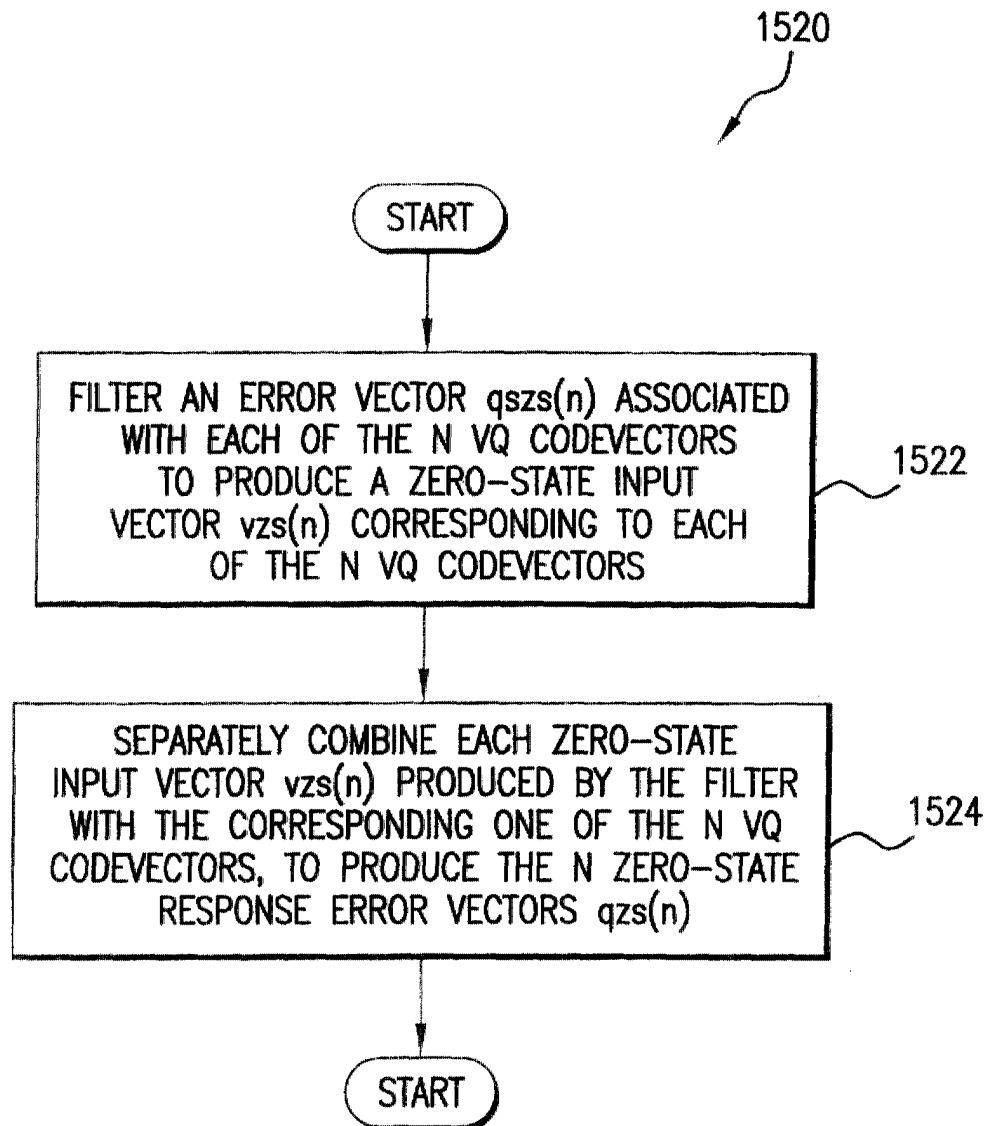 1520
START
FILTER AN ERROR VECTOR qszs(n) ASSOCIATED
WITH EACH OF THE N VQ CODEVECTORS
TO PRODUCE A ZERO-STATE INPUT
VECTOR vzs(n) CORRESPONDING TO EACH
OF THE N VQ CODEVECTORS
1522
SEPARATELY COMBINE EACH ZERO-STATE
INPUT VECTOR vzs(n) PRODUCED BY THE FILTER
WITH THE CORRESPONDING ONE OF THE N VQ
CODEVECTORS, TO PRODUCE THE N ZERO-STATE
RESPONSE ERROR VECTORS qzs(n)
1524
START